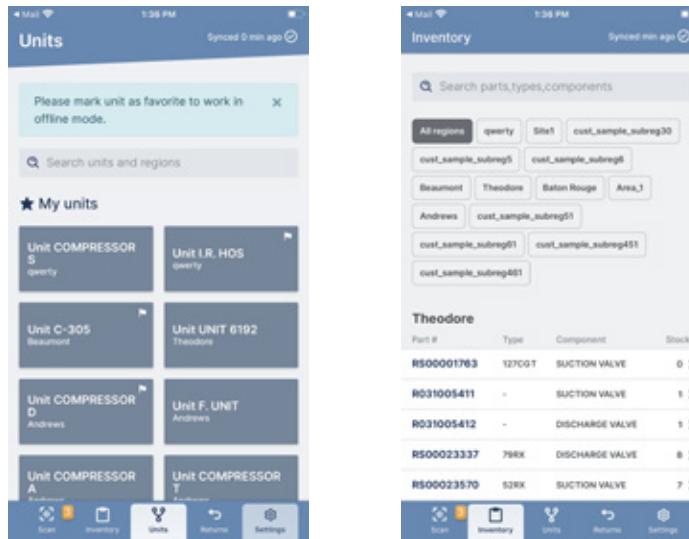 Mail
1:36 PM
Units
Synced 0 min ago
Please mark unit as favorite to work in
offline mode.
Search units and regions
My units
Unit COMPRESSOR
S
qwerty
Unit I.R. HOS
qwerty
Unit C-305
Beaumont
Unit UNIT 6192
Theodore
Unit COMPRESSOR
D
Andrews
Unit F. UNIT
Andrews
Unit COMPRESSOR
A
Unit COMPRESSOR
T
Scan
3
Inventory
Units
Returns
Settings
Mail
1:36 PM
Inventory
Synced min ago
Search parts,types,components
All regions
qwerty
Site1
cust_sample_subreg30
cust_sample_subreg5
cust_sample_subreg6
Beaumont
Theodore
Baton Rouge
Area_1
Andrews
cust_sample_subreg51
cust_sample_subreg61
cust_sample_subreg451
cust_sample_subreg461
Theodore
Part # Type Component Stock
RS00001763 127CGT SUCTION VALVE 0
R031005411 - SUCTION VALVE 1
R031005412 - DISCHARGE VALVE 1
RS00023337 79RX DISCHARGE VALVE 8
RS00023570 52RX SUCTION VALVE 7
Scan
3
Inventory
Units
Returns
Settings